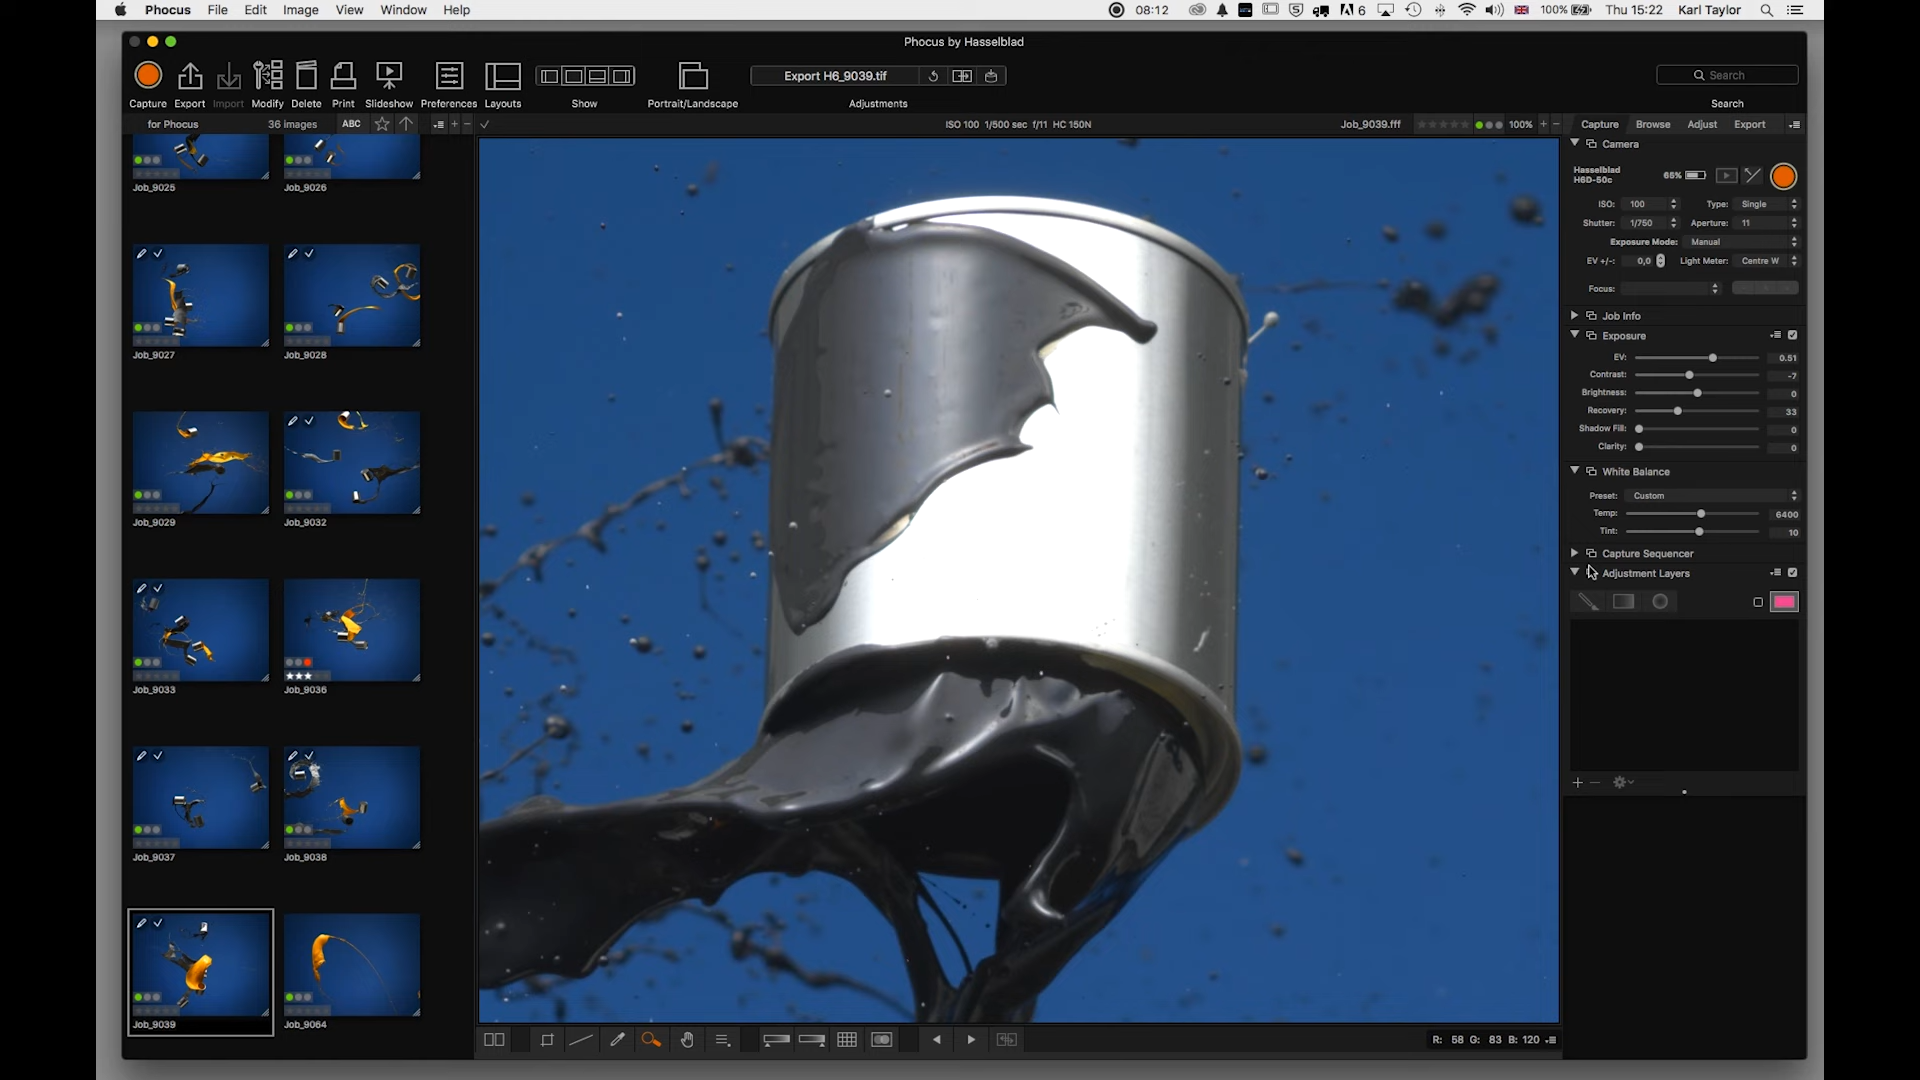 Phocus File Edit Image View Window Help
08:12 6 100% Thu 15:22 Karl Taylor
Phocus by Hasselblad
Export H6_9039.tif
Search
Capture Export Import Modify Delete Print Slideshow Preferences Layouts Show Portrait/Landscape Adjustments Search
for Phocus 36 images ABC
ISO 100 1/500 sec f/11 HC 150N Job_9039.fff 100%
Capture Browse Adjust Export
Camera
Hasselblad
H6D-50c
65%
ISO: 100 Type: Single
Shutter: 1/750 Aperture: 11
Exposure Mode: Manual
EV +/-: 0,0 Light Meter: Centre W
Focus:
Job Info
Exposure
EV: 0.51
Contrast: -7
Brightness: 0
Recovery: 33
Shadow Fill: 0
Clarity: 0
White Balance
Preset: Custom
Temp: 6400
Tint: 10
Capture Sequencer
Adjustment Layers
Job_9025 Job_9026
Job_9027 Job_9028
Job_9029 Job_9032
Job_9033 Job_9036
Job_9037 Job_9038
Job_9039 Job_9064
R: 58 G: 83 B: 120